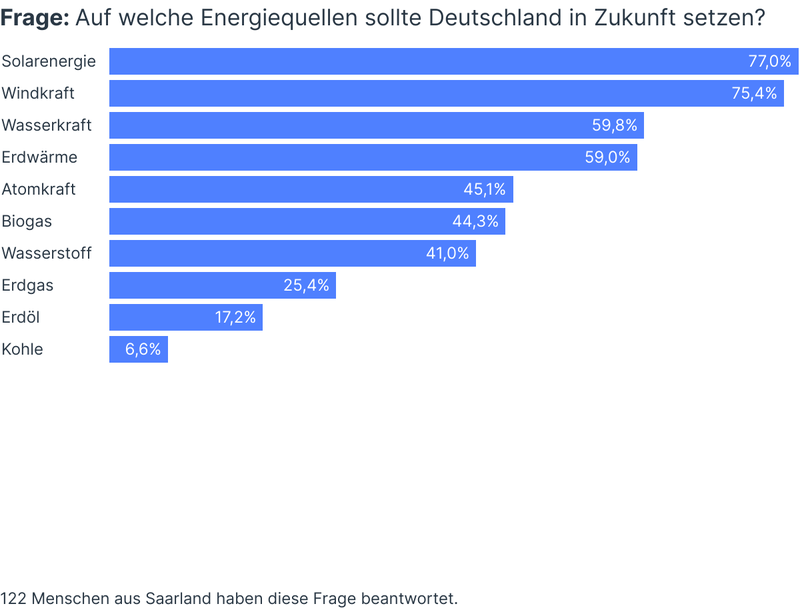 Frage: Auf welche Energiequellen sollte Deutschland in Zukunft setzen?
Solarenergie 77,0%
Windkraft 75,4%
Wasserkraft 59,8%
Erdwärme 59,0%
Atomkraft 45,1%
Biogas 44,3%
Wasserstoff 41,0%
Erdgas 25,4%
Erdöl 17,2%
Kohle 6,6%
122 Menschen aus Saarland haben diese Frage beantwortet.